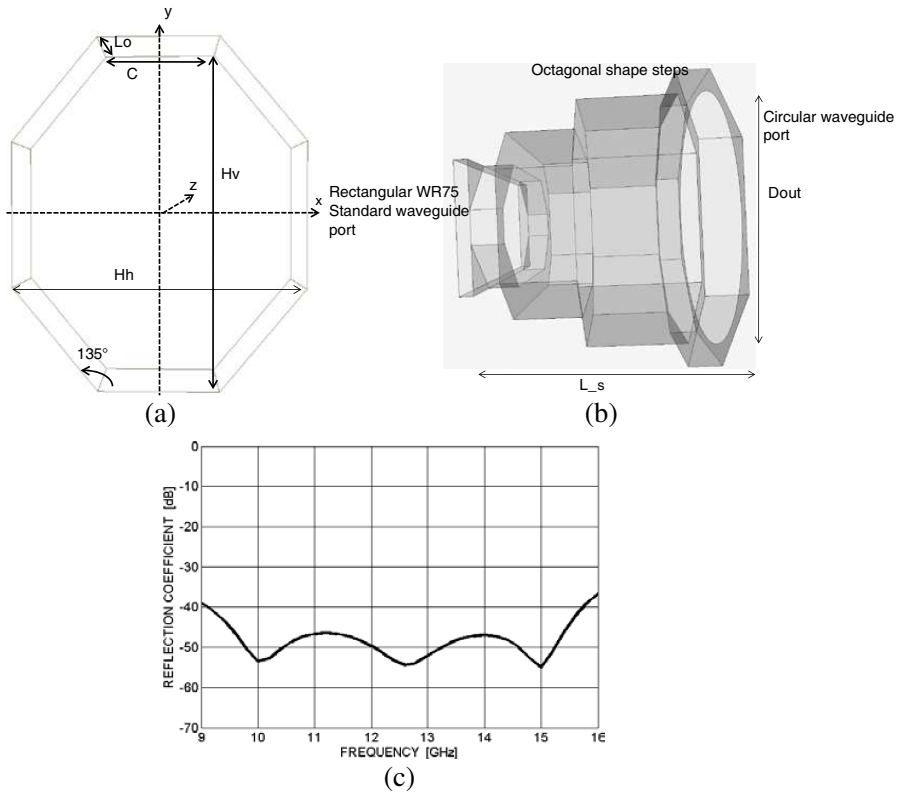 y
Lo
C
Hv
z
x
Hh
135°
(a)
Octagonal shape steps
Circular waveguide
port
Dout
Rectangular WR75
Standard waveguide
port
L_s
(b)
REFLECTION COEFFICIENT [dB]
0
-10
-20
-30
-40
-50
-60
-70
9 10 11 12 13 14 15 16
FREQUENCY [GHz]
(c)